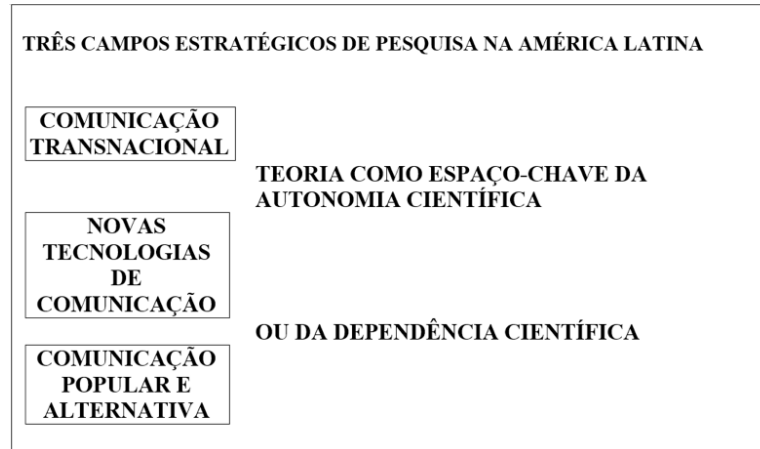 TRÊS CAMPOS ESTRATÉGICOS DE PESQUISA NA AMÉRICA LATINA
COMUNICAÇÃO
TRANSNACIONAL
TEORIA COMO ESPAÇO-CHAVE DA
AUTONOMIA CIENTÍFICA
NOVAS
TECNOLOGIAS
DE
COMUNICAÇÃO
OU DA DEPENDÊNCIA CIENTÍFICA
COMUNICAÇÃO
POPULAR E
ALTERNATIVA